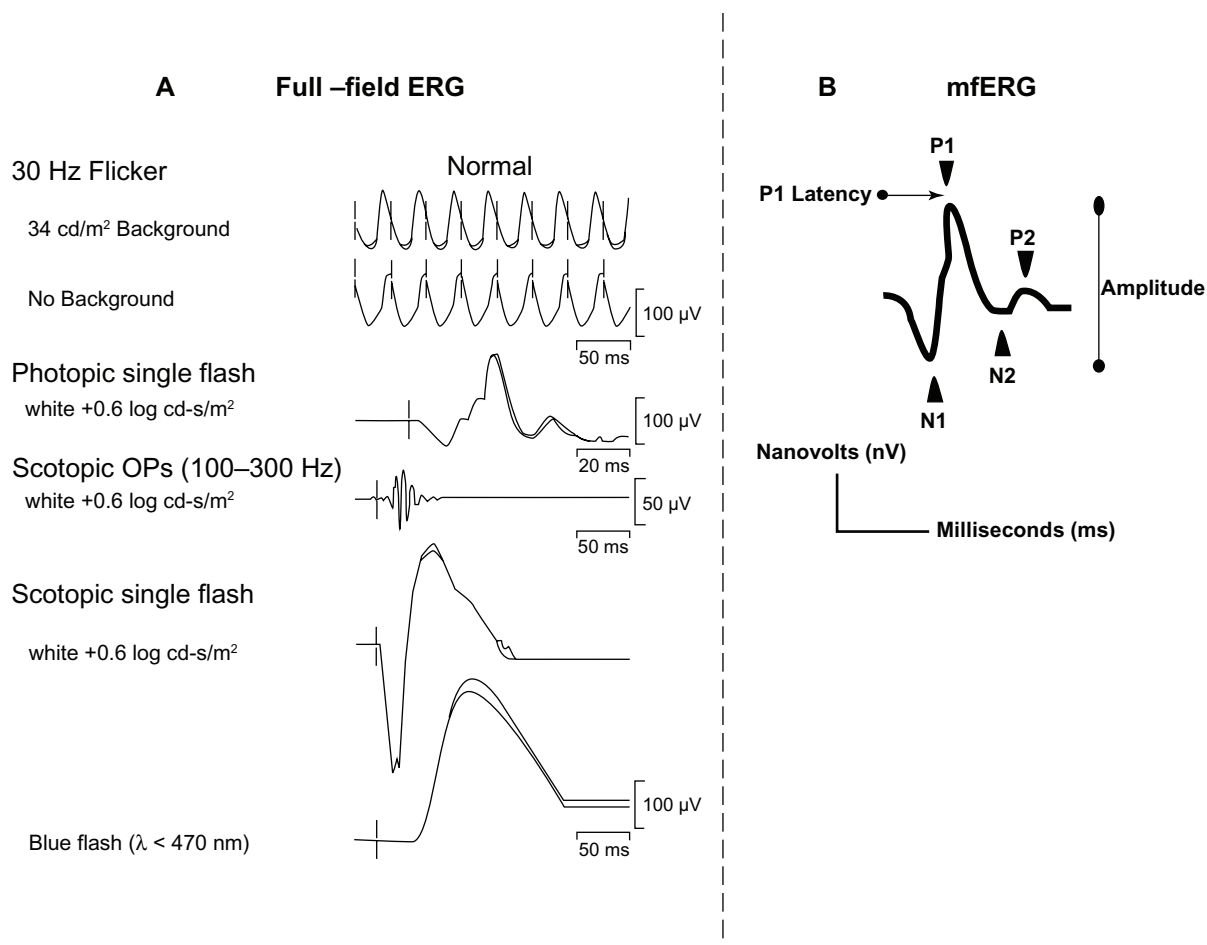 A Full –field ERG
30 Hz Flicker
Normal
34 cd/m² Background
No Background
100 μV
50 ms
Photopic single flash
white +0.6 log cd-s/m²
100 μV
20 ms
Scotopic OPs (100–300 Hz)
white +0.6 log cd-s/m²
50 μV
50 ms
Scotopic single flash
white +0.6 log cd-s/m²
100 μV
Blue flash (λ < 470 nm)
50 ms
B mfERG
P1
P1 Latency
P2
Amplitude
N2
N1
Nanovolts (nV)
Milliseconds (ms)